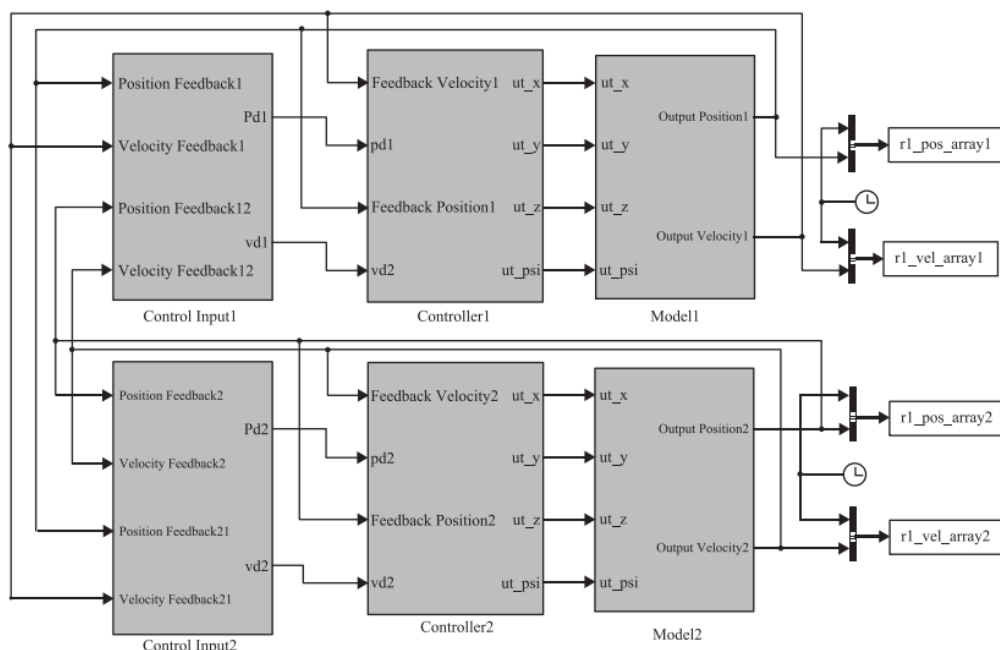 Position Feedback1
Velocity Feedback1
Position Feedback12
Velocity Feedback12
Pd1
vd1
Control Input1
Feedback Velocity1
pd1
Feedback Position1
vd2
ut_x
ut_y
ut_z
ut_psi
Controller1
ut_x
ut_y
ut_z
ut_psi
Output Position1
Output Velocity1
Model1
r1_pos_array1
r1_vel_array1
Position Feedback2
Velocity Feedback2
Position Feedback21
Velocity Feedback21
Pd2
vd2
Control Input2
Feedback Velocity2
pd2
Feedback Position2
vd2
ut_x
ut_y
ut_z
ut_psi
Controller2
ut_x
ut_y
ut_z
ut_psi
Output Position2
Output Velocity2
Model2
r1_pos_array2
r1_vel_array2